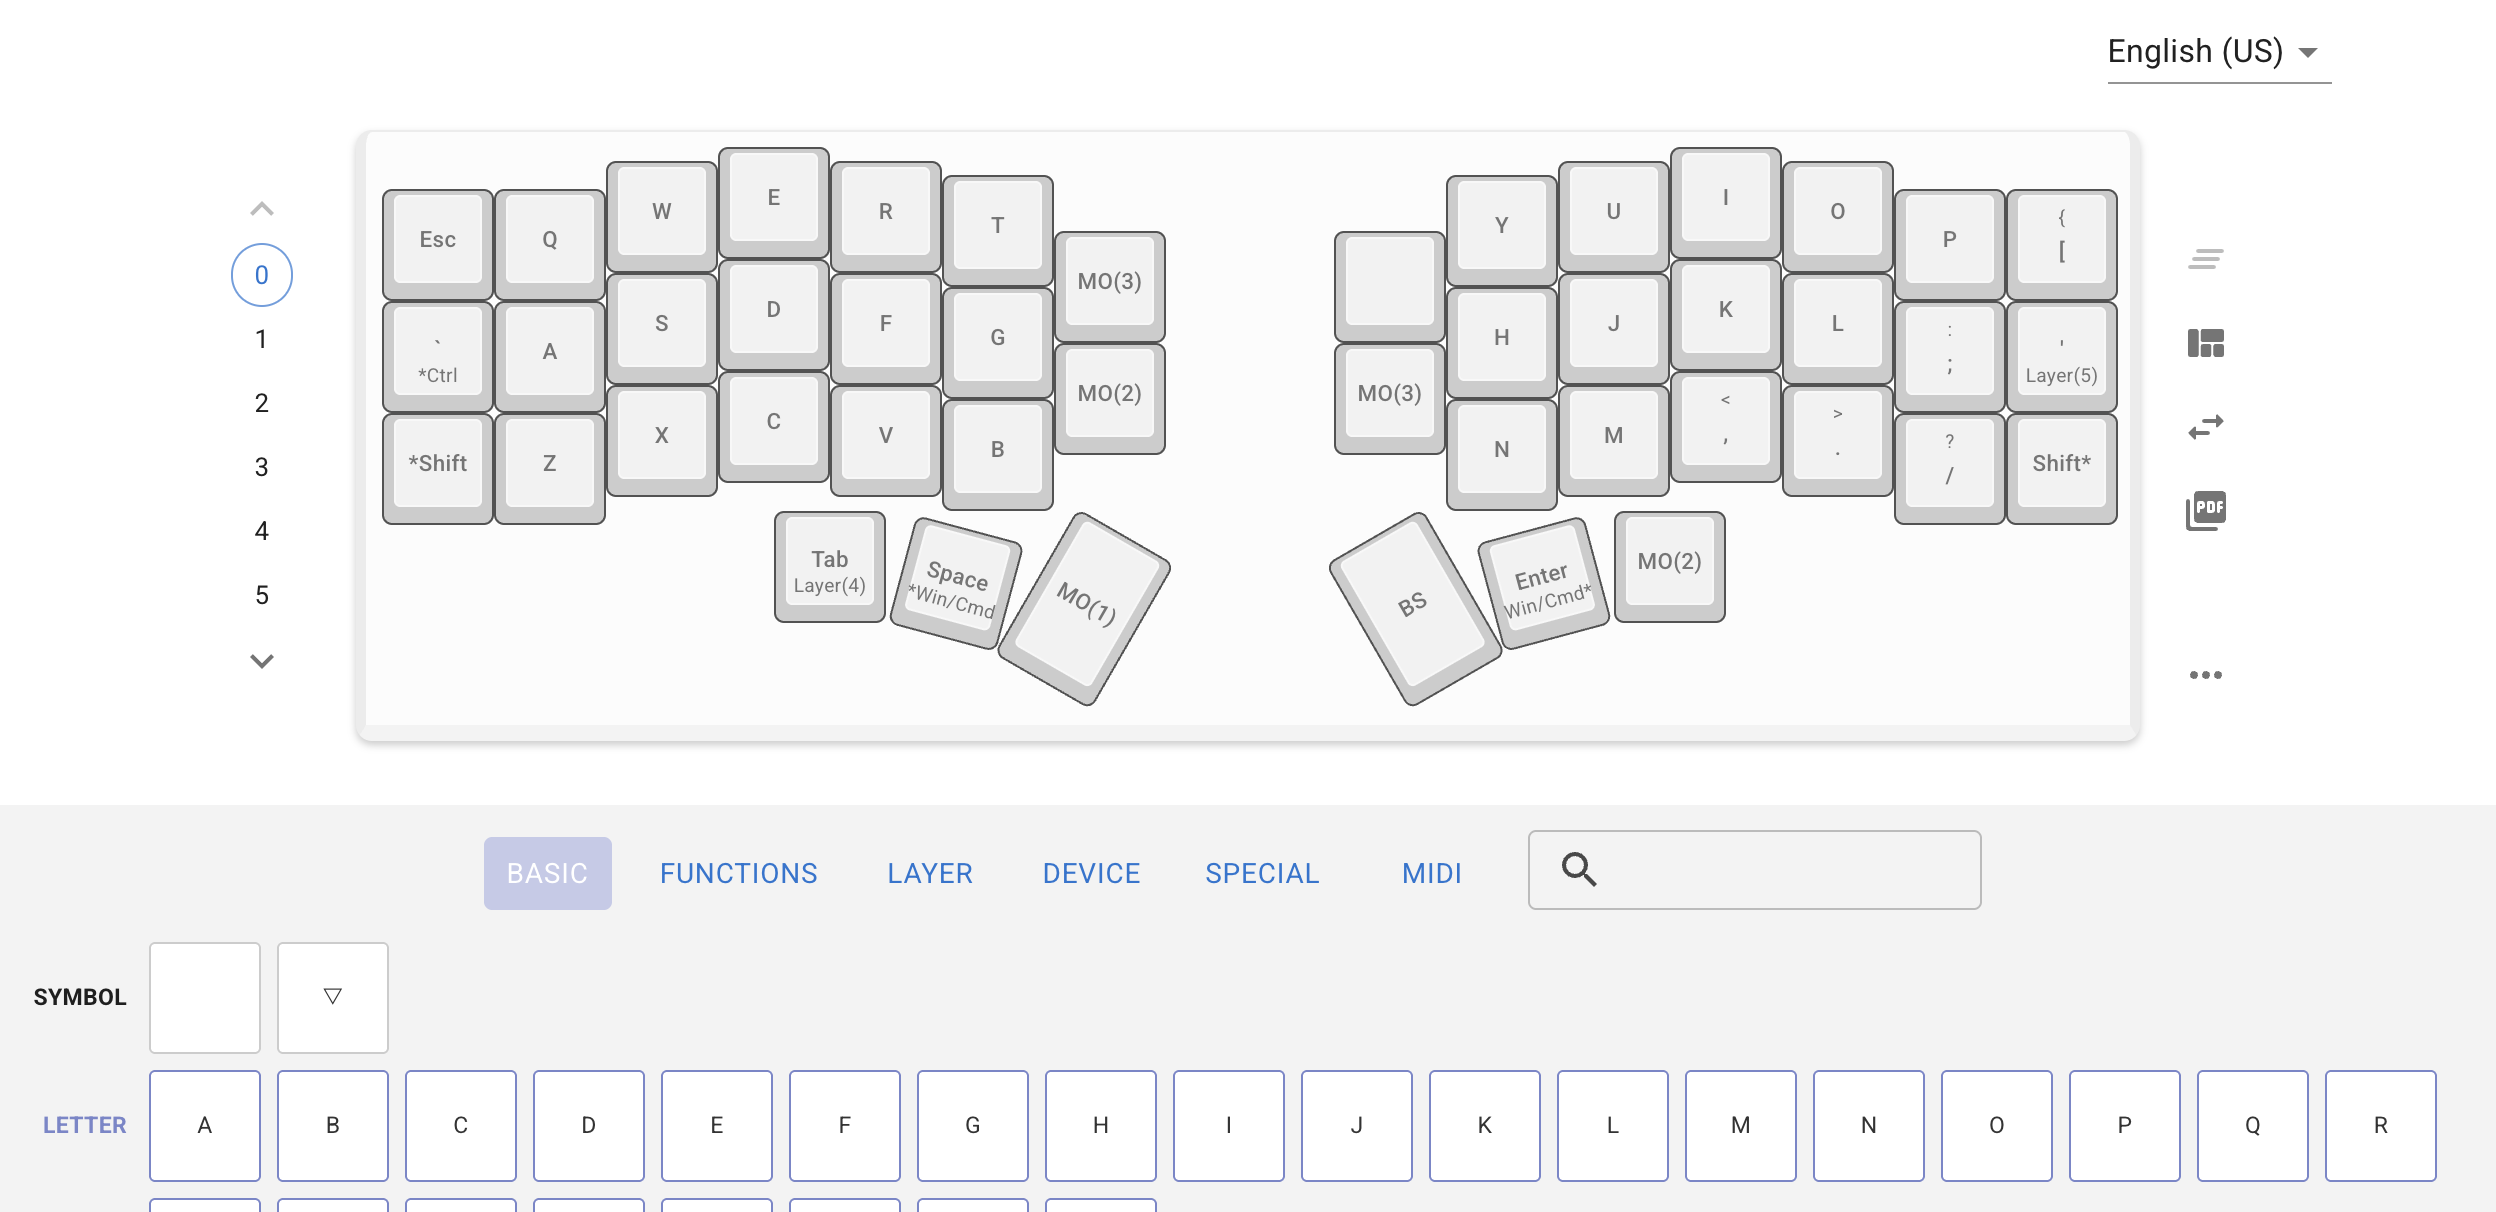 English (US)
0
1
2
3
4
5
Esc Q W E R T MO(3)
` *Ctrl A S D F G MO(2)
*Shift Z X C V B
Tab Layer(4) Space *Win/Cmd MO(1)
Y U I O P { [
MO(3) H J K L : ; ' Layer(5)
N M < , > . ? / Shift*
BS Enter Win/Cmd* MO(2)
PDF
BASIC FUNCTIONS LAYER DEVICE SPECIAL MIDI
SYMBOL ▽
LETTER A B C D E F G H I J K L M N O P Q R